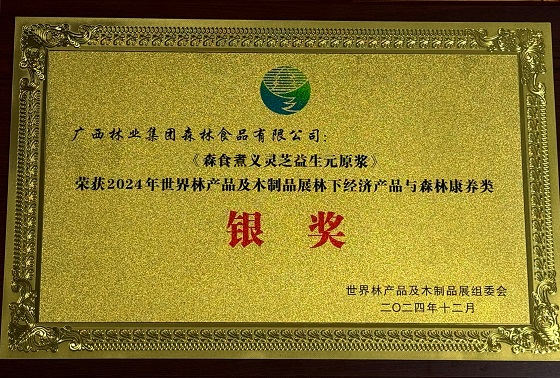 广西林业集团森林食品有限公司:
《森食煮义灵芝益生元原浆》
荣获2024年世界林产品及木制品展林下经济产品与森林康养类
银奖
世界林产品及木制品展组委会
二〇二四年十二月